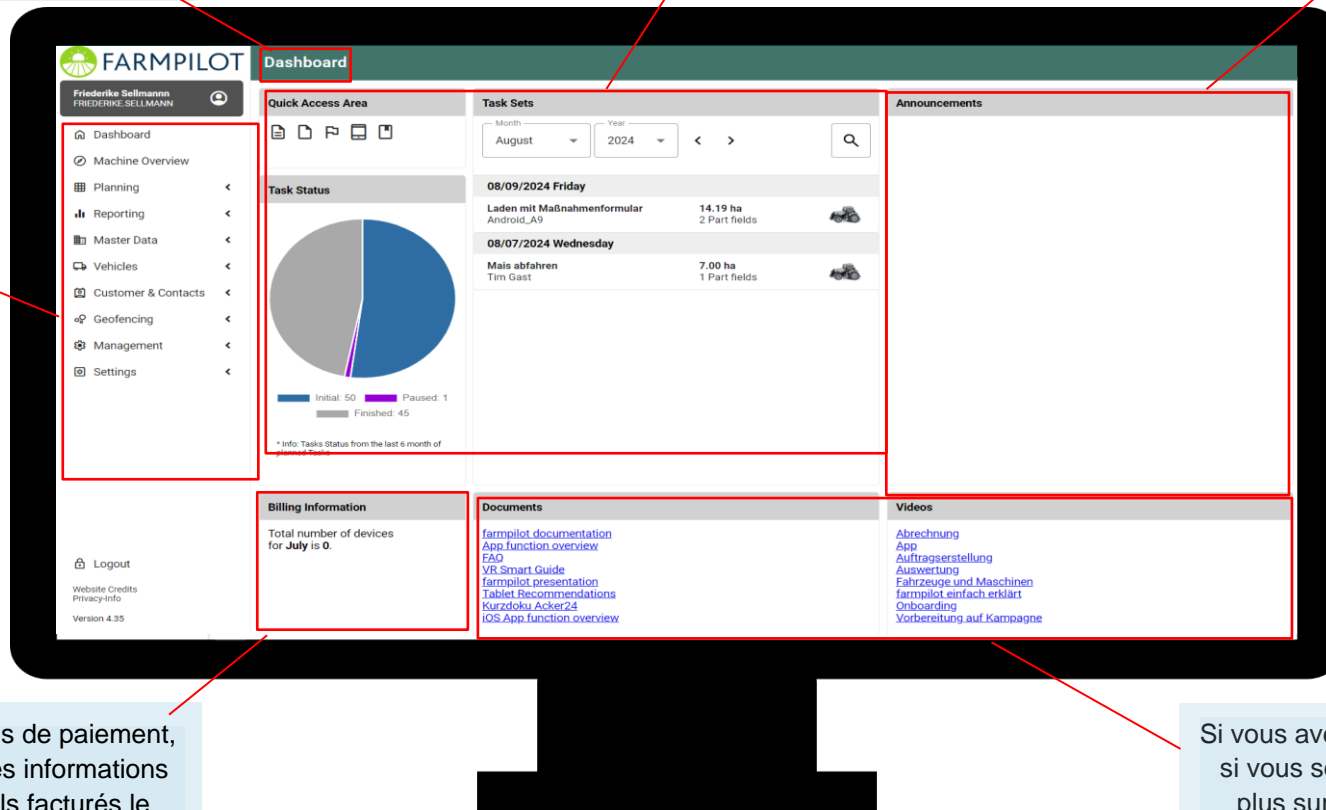 FARMPILOT
Dashboard
Friederike Sellmannn
FRIEDERIKE.SELLMANN
Dashboard
Machine Overview
Planning
Reporting
Master Data
Vehicles
Customer & Contacts
Geofencing
Management
Settings
Logout
Website Credits
Privacy-Info
Version 4.35
Quick Access Area
Task Status
Initial: 50 Paused: 1
Finished: 45
* Info: Tasks Status from the last 6 month of
planned Tasks
Task Sets
Month Year
August 2024
08/09/2024 Friday
Laden mit Maßnahmenformular 14.19 ha
Android_A9 2 Part fields
08/07/2024 Wednesday
Mais abfahren 7.00 ha
Tim Gast 1 Part fields
Announcements
Billing Information
Total number of devices
for July is 0.
Documents
farmpilot documentation
App function overview
FAQ
VR Smart Guide
farmpilot presentation
Tablet Recommendations
Kurzdoku Acker24
iOS App function overview
Videos
Abrechnung
App
Auftragserstellung
Auswertung
Fahrzeuge und Maschinen
farmpilot einfach erklärt
Onboarding
Vorbereitung auf Kampagne
s de paiement,
es informations
ls facturés le
Si vous ave
si vous so
plus sur